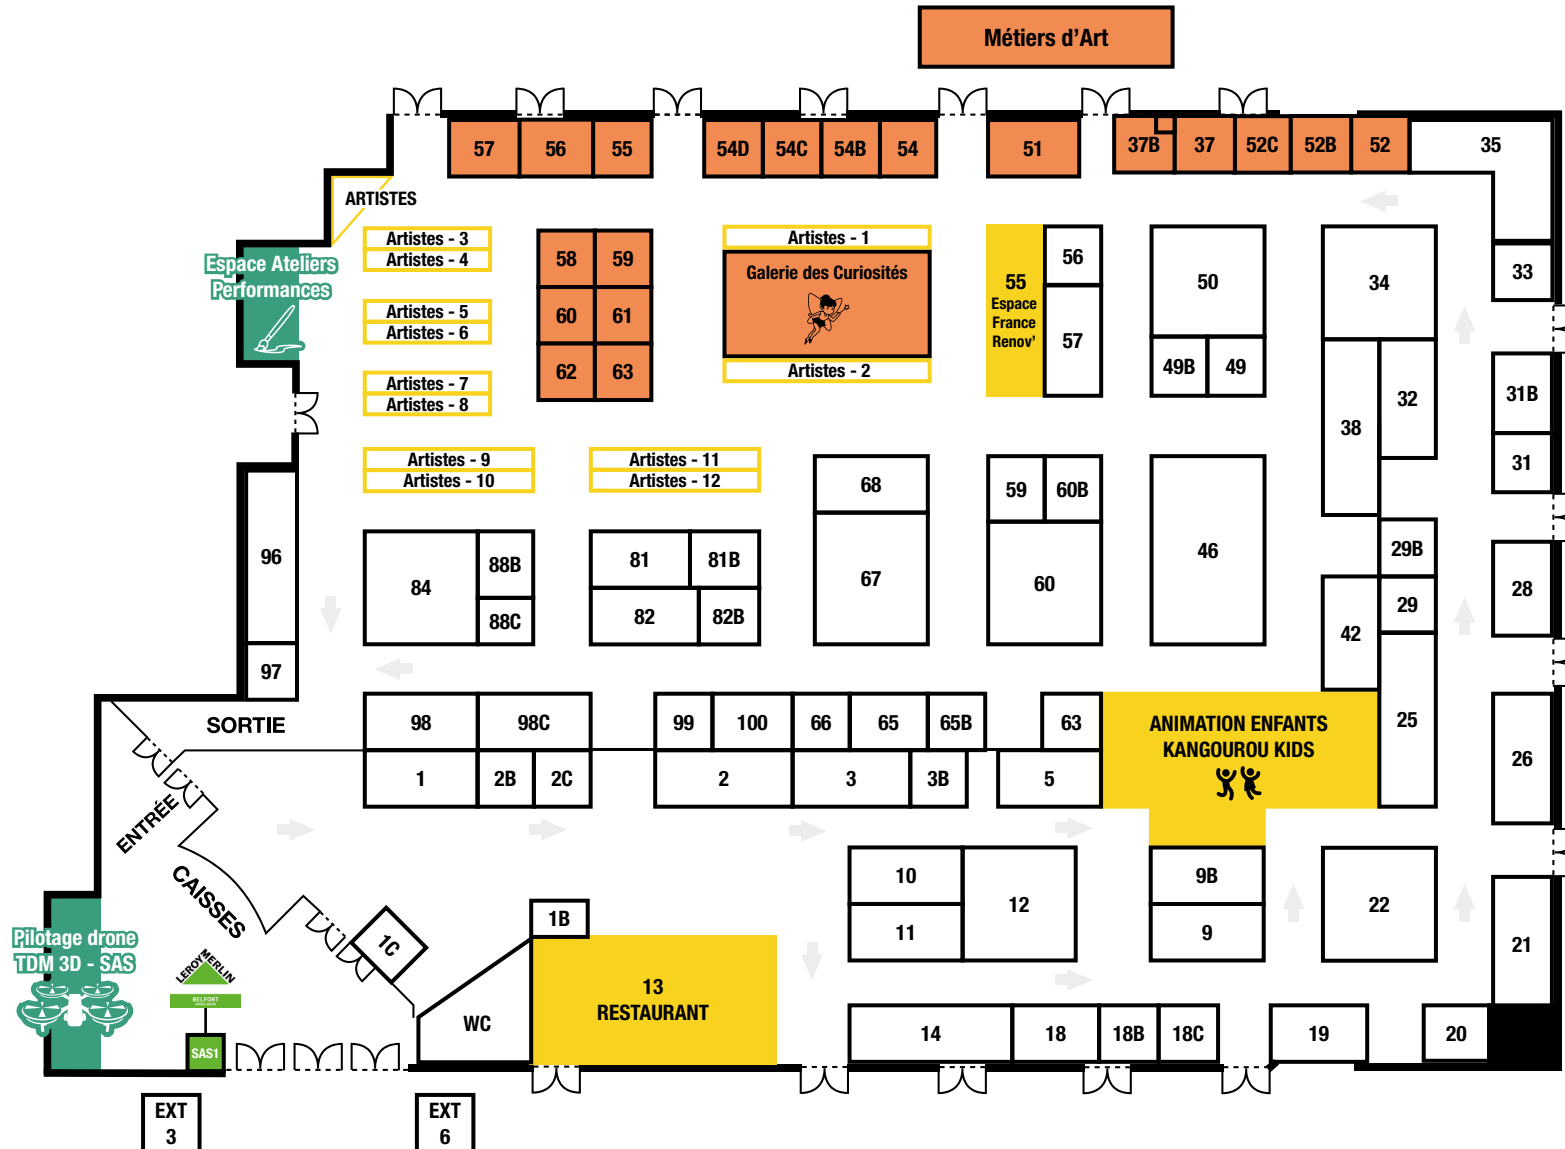 Métiers d'Art
57
56
55
54D
54C
54B
54
51
37B
37
52C
52B
52
35
ARTISTES
Artistes - 3
Artistes - 4
Artistes - 1
Espace Ateliers
Performances
58
59
Galerie des Curiosités
55
Espace
France
Renov'
56
50
34
33
Artistes - 5
Artistes - 6
60
61
57
62
63
Artistes - 2
49B
49
Artistes - 7
Artistes - 8
38
32
31B
31
Artistes - 9
Artistes - 10
Artistes - 11
Artistes - 12
68
59
60B
46
96
84
88B
88C
81
81B
82
82B
67
60
29B
29
28
42
97
SORTIE
98
98C
99
100
66
65
65B
63
ANIMATION ENFANTS
KANGOUROU KIDS
25
26
1
2B
2C
2
3
3B
5
ENTRÉE
CAISSES
10
11
12
9B
9
22
21
1C
1B
Pilotage drone
TDM 3D - SAS
LEROY MERLIN
BELFORT
13
RESTAURANT
WC
SAS1
14
18
18B
18C
19
20
EXT
3
EXT
6